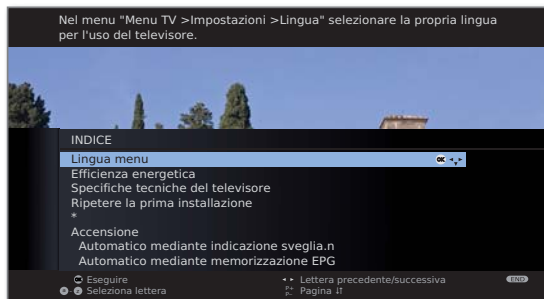 Nel menu "Menu TV >Impostazioni >Lingua" selezionare la propria lingua
per l'uso del televisore.
INDICE
Lingua menu
OK
Efficienza energetica
Specifiche tecniche del televisore
Ripetere la prima installazione
*
Accensione
Automatico mediante indicazione sveglia.n
Automatico mediante memorizzazione EPG
Eseguire
Lettera precedente/successiva
END
Seleziona lettera
P+
P-
Pagina